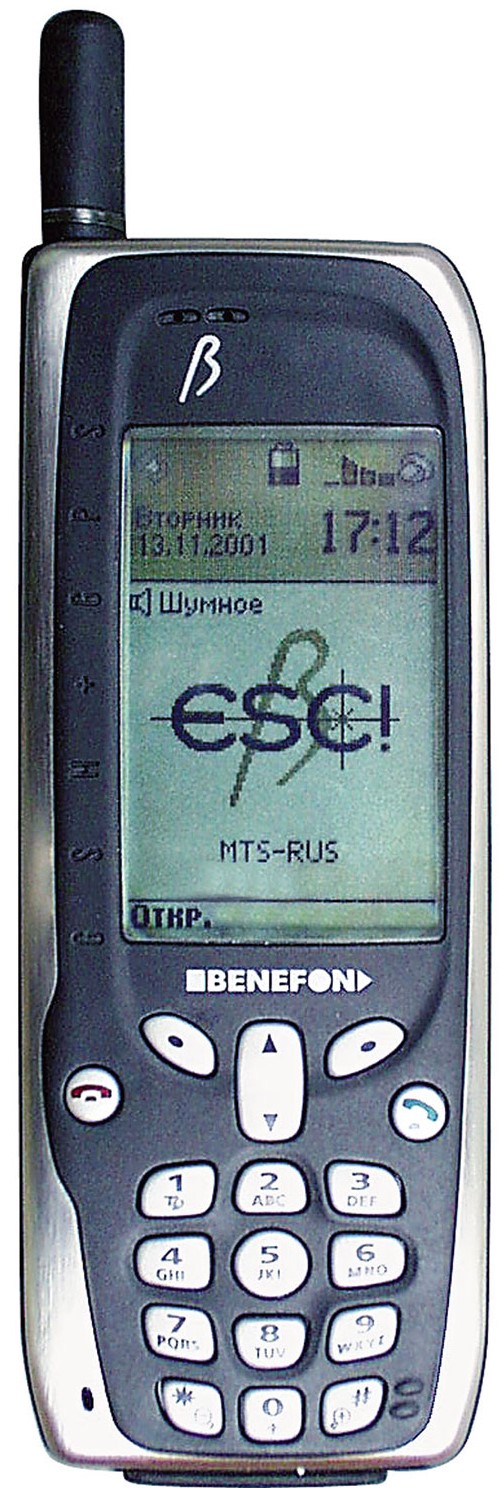 β
Вторник
17:12
13.11.2001
Шумное
ESC!
MTS-RUS
Откр.
BENEFON
GSM+GPS
1
2 ABC
3 DEF
4 GHI
5 JKL
6 MNO
7 PQRS
8 TUV
9 WXYZ
*
0 +
#